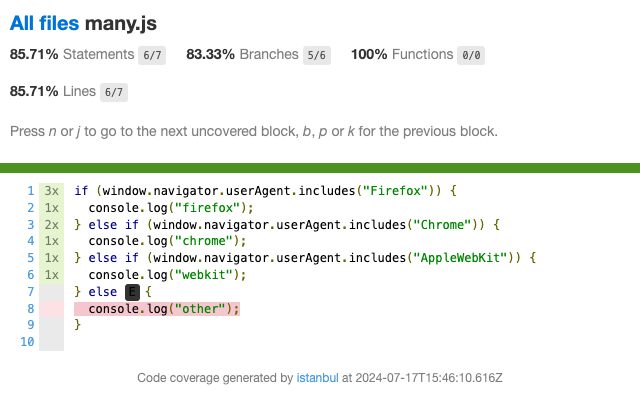 All files many.js
85.71% Statements 6/7 83.33% Branches 5/6 100% Functions 0/0
85.71% Lines 6/7
Press n or j to go to the next uncovered block, b, p or k for the previous block.
1 3x if (window.navigator.userAgent.includes("Firefox")) {
2 1x   console.log("firefox");
3 2x } else if (window.navigator.userAgent.includes("Chrome")) {
4 1x   console.log("chrome");
5 1x } else if (window.navigator.userAgent.includes("AppleWebKit")) {
6 1x   console.log("webkit");
7 } else E {
8   console.log("other");
9 }
10
Code coverage generated by istanbul at 2024-07-17T15:46:10.616Z